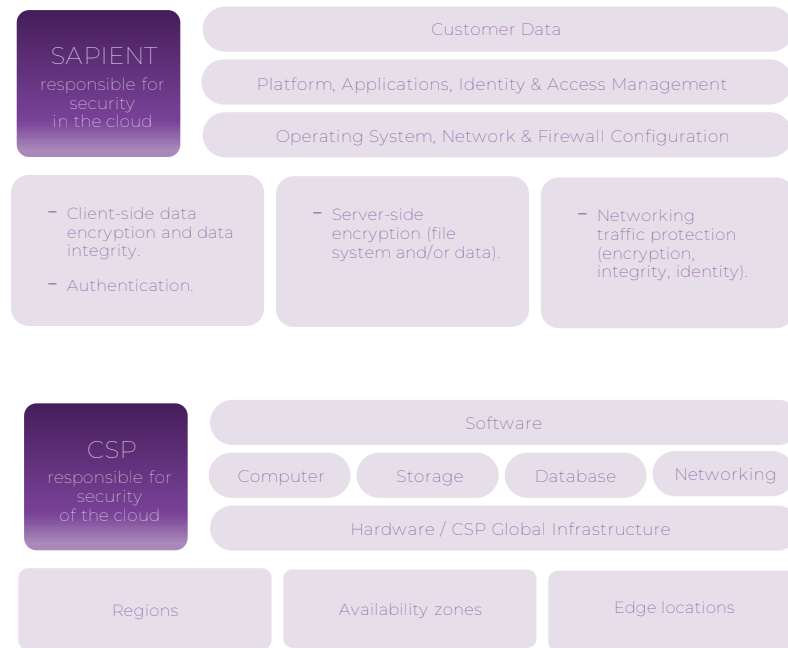 SAPIENT
responsible for
security
in the cloud
Customer Data
Platform, Applications, Identity & Access Management
Operating System, Network & Firewall Configuration
– Client-side data
encryption and data
integrity.
– Authentication.
– Server-side
encryption (file
system and/or data).
– Networking
traffic protection
(encryption,
integrity, identity).
CSP
responsible for
security
of the cloud
Software
Computer
Storage
Database
Networking
Hardware / CSP Global Infrastructure
Regions
Availability zones
Edge locations